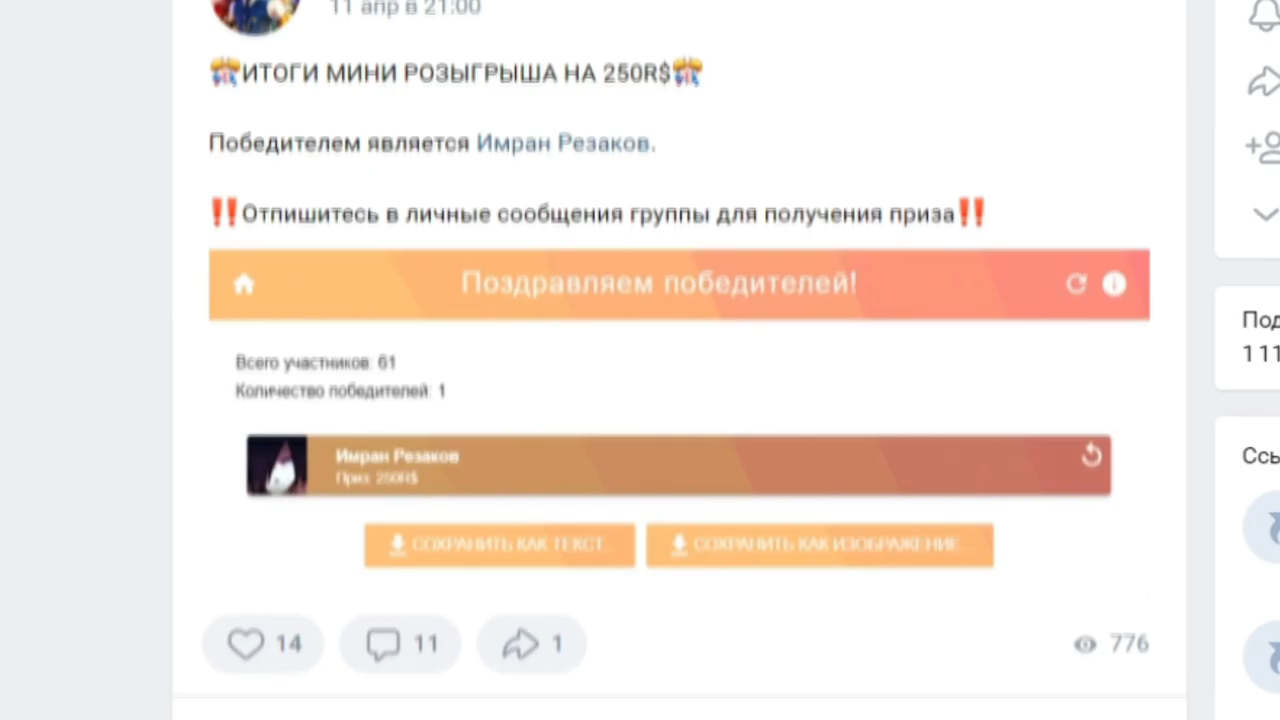 11 апр в 21:00
🎊ИТОГИ МИНИ РОЗЫГРЫША НА 250R$🎊
Победителем является Имран Резаков.
‼️Отпишитесь в личные сообщения группы для получения приза‼️
Поздравляем победителей!
Всего участников: 61
Количество победителей: 1
Имран Резаков
Приз: 250R$
СОХРАНИТЬ КАК ТЕКСТ
СОХРАНИТЬ КАК ИЗОБРАЖЕНИЕ
14 11 1 776
Под
111
Ссы